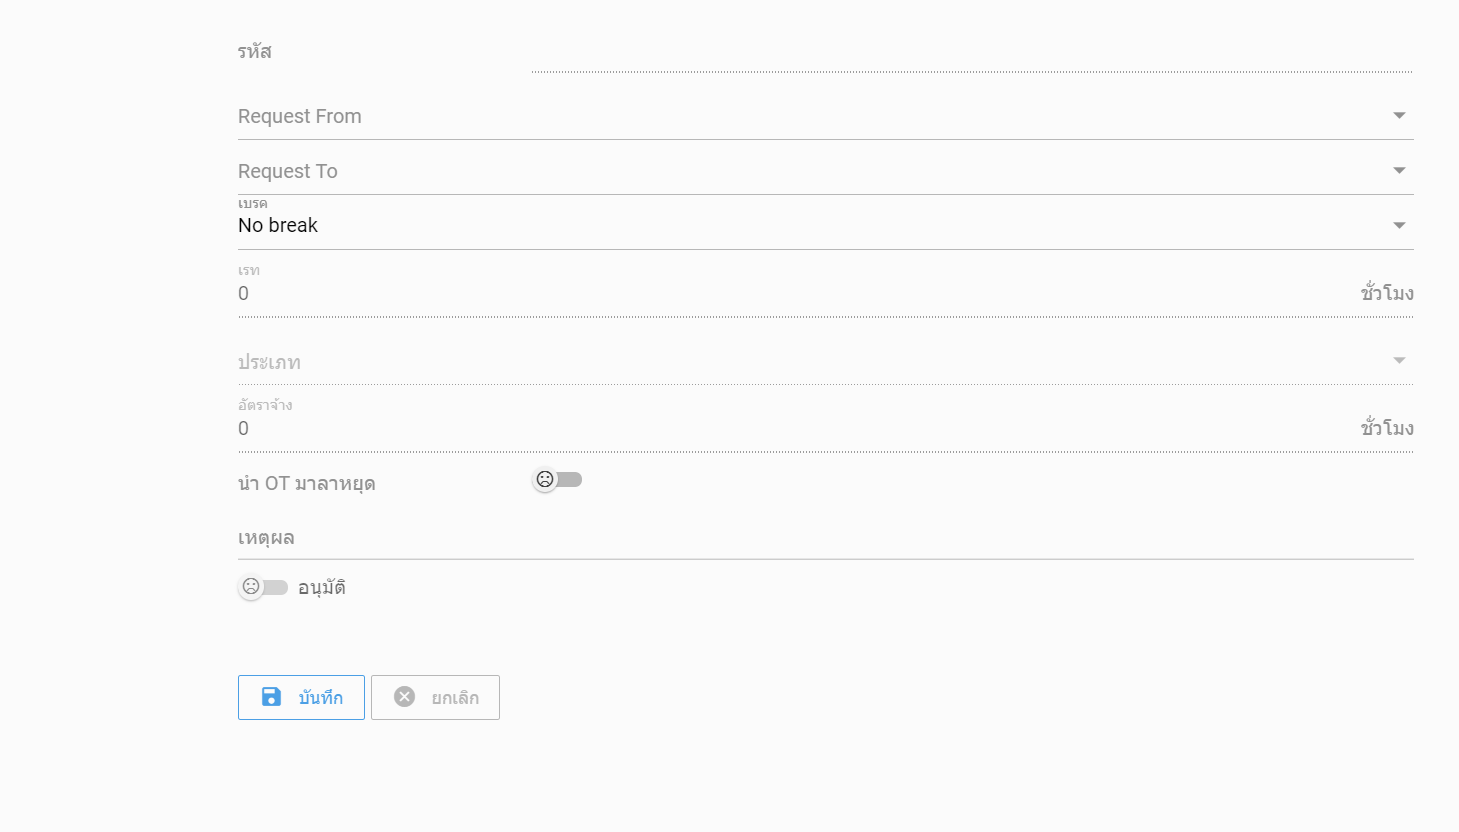 รหัส
Request From
Request To
เบรค
No break
เรท
0 ชั่วโมง
ประเภท
อัตราจ้าง
0 ชั่วโมง
นำ OT มาลาหยุด
เหตุผล
อนุมัติ
บันทึก ยกเลิก